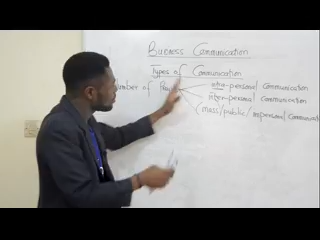 Business Communication
Types of Communication
Number of
intra-personal Communication
inter-personal Communication
(mass/public/impersonal Communication